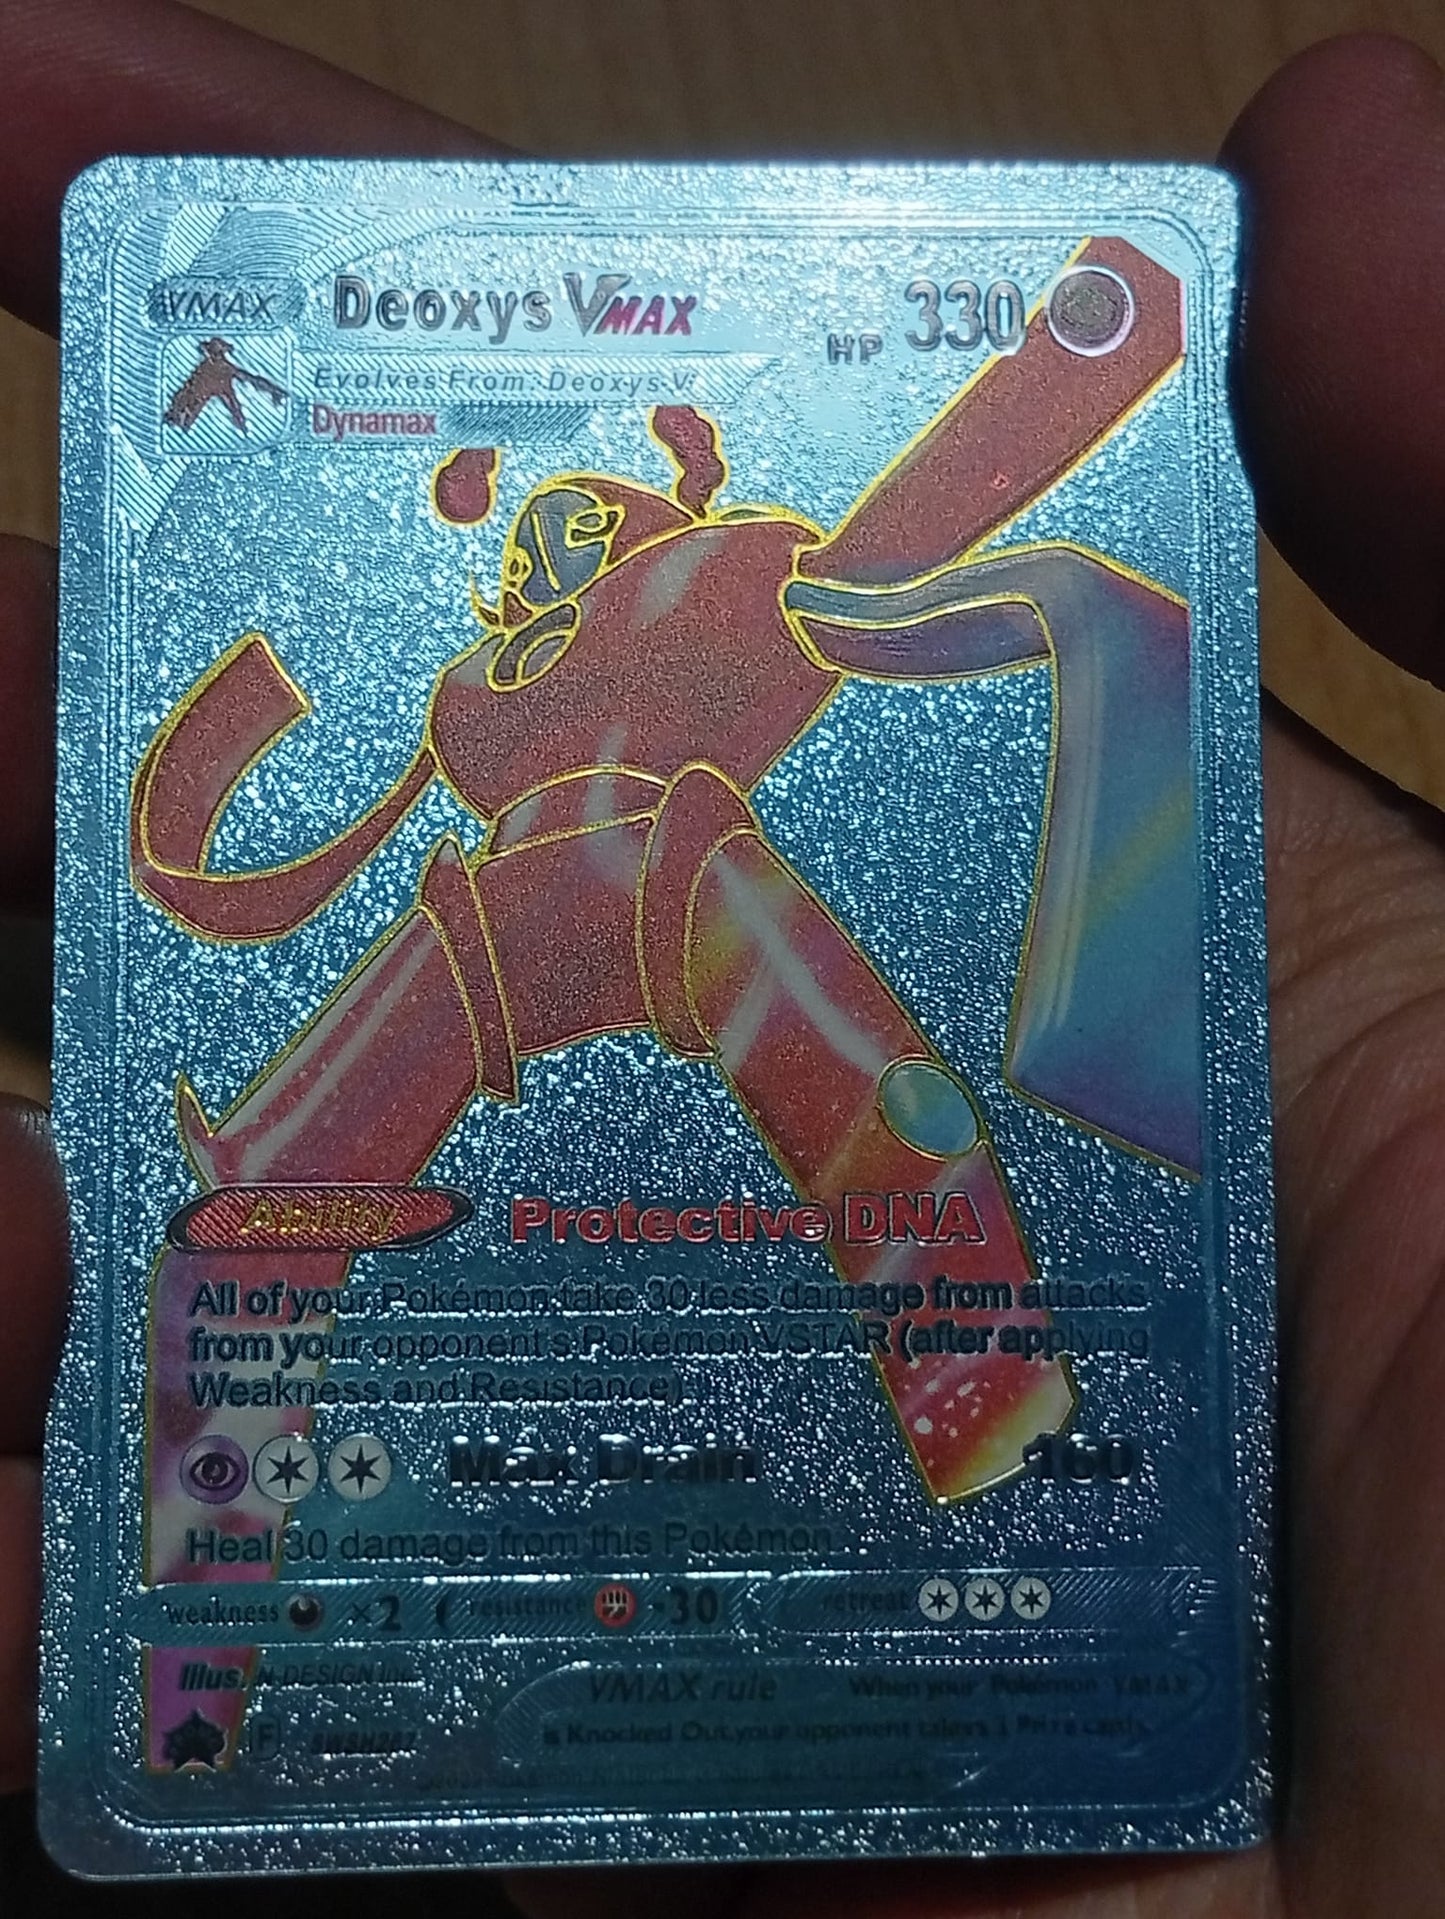 VMAX Deoxys VMAX HP 330
Evolves From: Deoxys V
Dynamax
Ability Protective DNA
All of your Pokémon take 30 less damage from attacks
from your opponent's Pokémon VSTAR (after applying
Weakness and Resistance)
Max Drain 160
Heal 30 damage from this Pokémon
weakness ×2 resistance -30 retreat
Illus. N-DESIGN Inc.
VMAX rule When your Pokémon VMAX
F SWSH267 is Knocked Out, your opponent takes